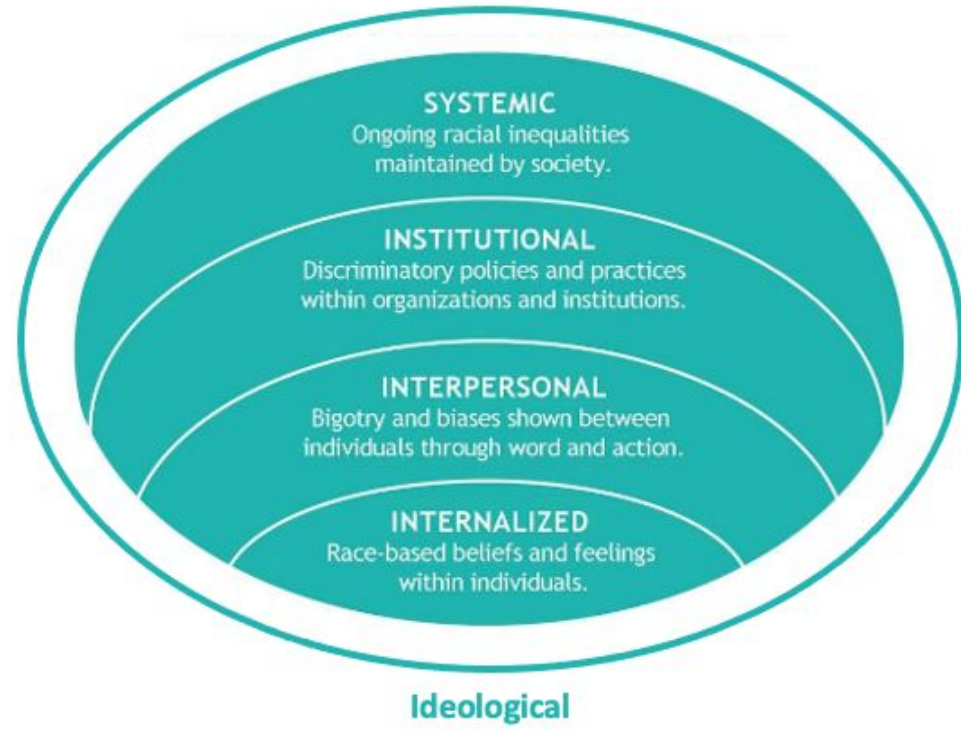 SYSTEMIC
Ongoing racial inequalities
maintained by society.
INSTITUTIONAL
Discriminatory policies and practices
within organizations and institutions.
INTERPERSONAL
Bigotry and biases shown between
individuals through word and action.
INTERNALIZED
Race-based beliefs and feelings
within individuals.
Ideological